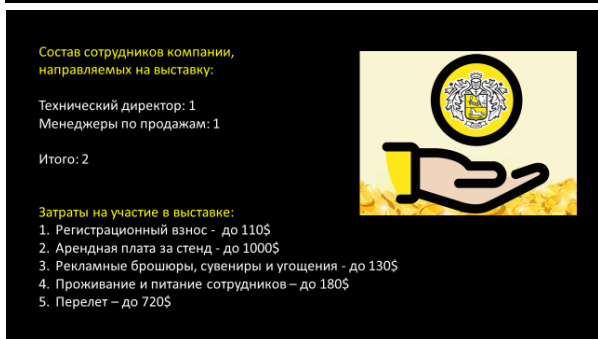 Состав сотрудников компании,
направляемых на выставку:
Технический директор: 1
Менеджеры по продажам: 1
Итого: 2
Затраты на участие в выставке:
1. Регистрационный взнос - до 110$
2. Арендная плата за стенд - до 1000$
3. Рекламные брошюры, сувениры и угощения - до 130$
4. Проживание и питание сотрудников – до 180$
5. Перелет – до 720$